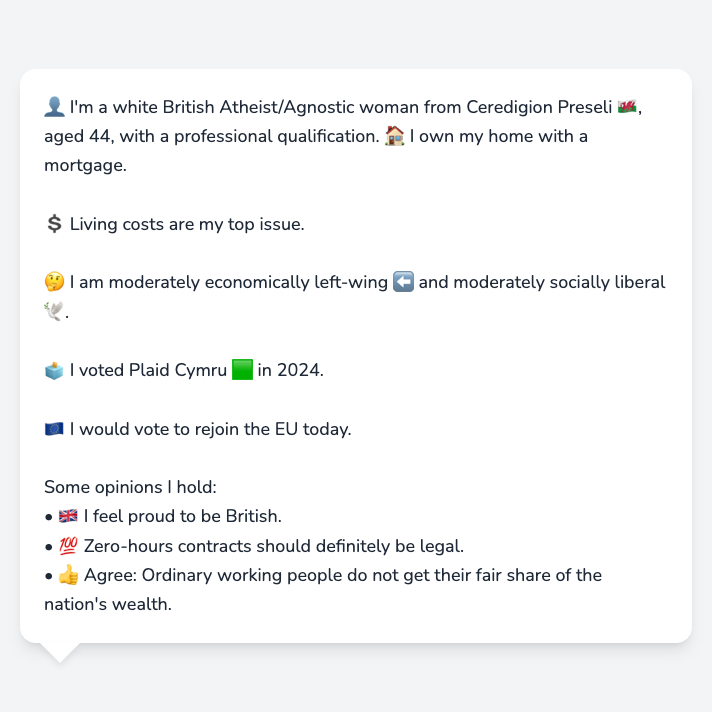 👤 I'm a white British Atheist/Agnostic woman from Ceredigion Preseli 🏴󠁧󠁢󠁷󠁬󠁳󠁿,
aged 44, with a professional qualification. 🏠 I own my home with a
mortgage.
💲 Living costs are my top issue.
🤔 I am moderately economically left-wing ⬅️ and moderately socially liberal
🕊️.
🗳️ I voted Plaid Cymru 🟩 in 2024.
🇪🇺 I would vote to rejoin the EU today.
Some opinions I hold:
• 🇬🇧 I feel proud to be British.
• 💯 Zero-hours contracts should definitely be legal.
• 👍 Agree: Ordinary working people do not get their fair share of the
nation's wealth.